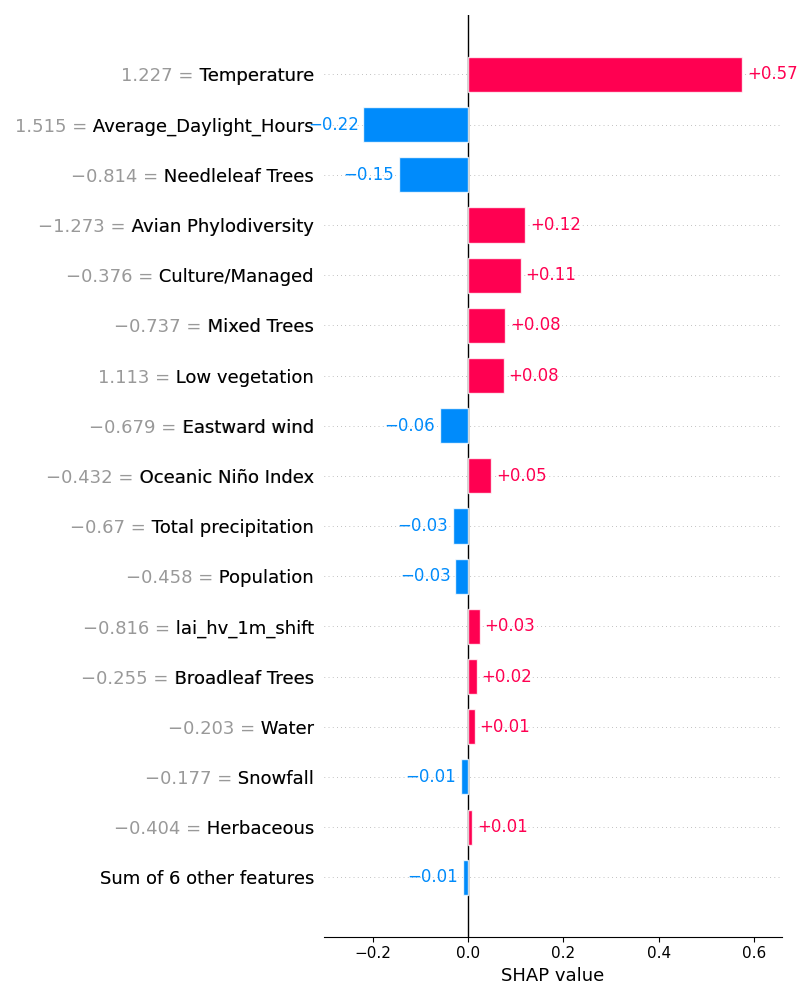 1.227 = Temperature +0.57
1.515 = Average_Daylight_Hours −0.22
−0.814 = Needleleaf Trees −0.15
−1.273 = Avian Phylodiversity +0.12
−0.376 = Culture/Managed +0.11
−0.737 = Mixed Trees +0.08
1.113 = Low vegetation +0.08
−0.679 = Eastward wind −0.06
−0.432 = Oceanic Niño Index +0.05
−0.67 = Total precipitation −0.03
−0.458 = Population −0.03
−0.816 = lai_hv_1m_shift +0.03
−0.255 = Broadleaf Trees +0.02
−0.203 = Water +0.01
−0.177 = Snowfall −0.01
−0.404 = Herbaceous +0.01
Sum of 6 other features −0.01
−0.2 0.0 0.2 0.4 0.6
SHAP value